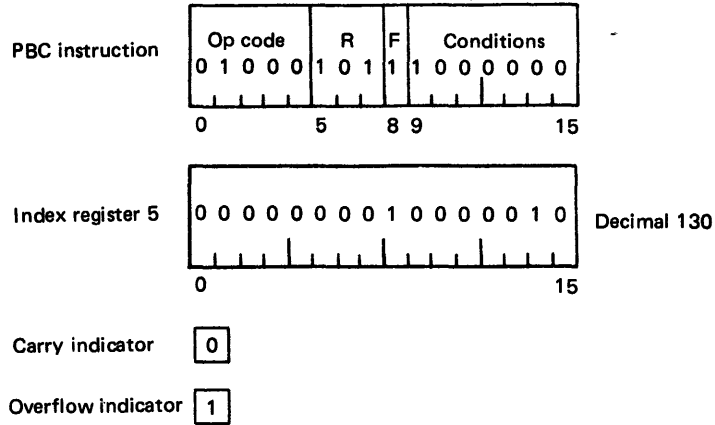 Op code R F Conditions
PBC instruction
0 1 0 0 0 1 0 1 1 1 0 0 0 0 0 0
0 5 8 9 15
Index register 5 0 0 0 0 0 0 0 0 1 0 0 0 0 0 1 0 Decimal 130
0 15
Carry indicator 0
Overflow indicator 1